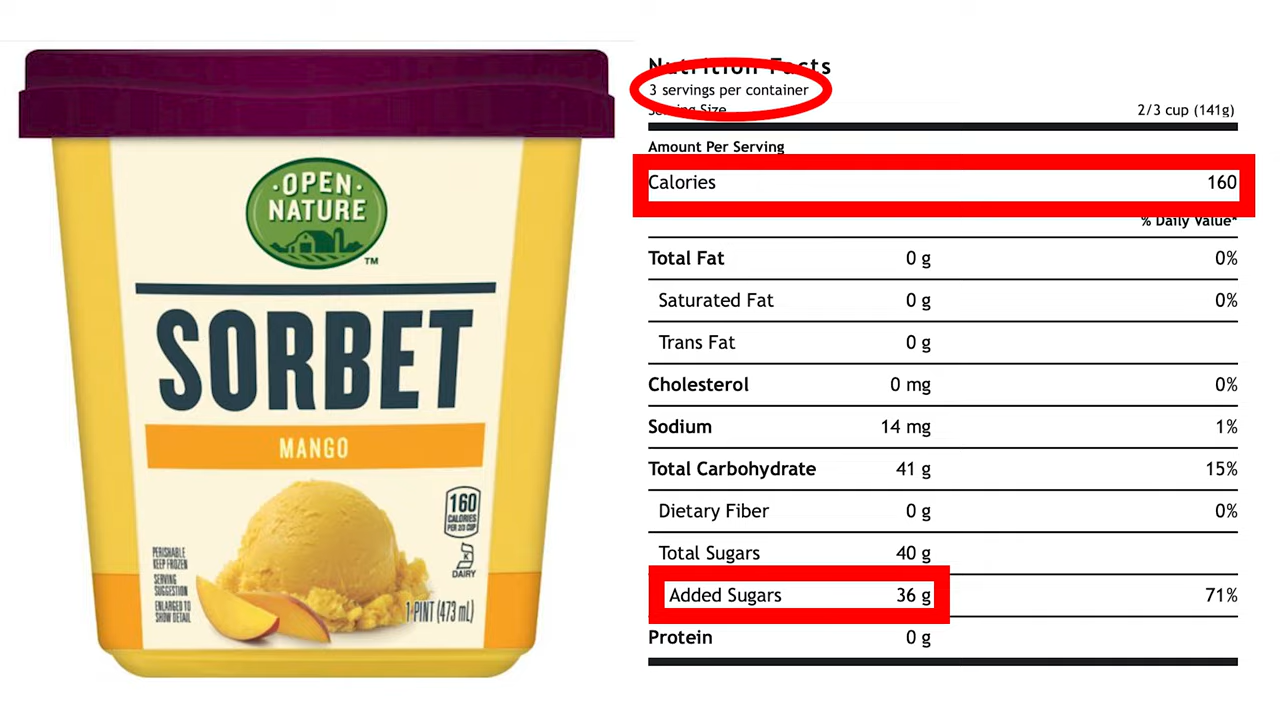 ·OPEN·
NATURE
TM
SORBET
MANGO
160
CALORIES
PER 2/3 CUP
K
DAIRY
PERISHABLE
KEEP FROZEN
SERVING
SUGGESTION
ENLARGED TO
SHOW DETAIL
1 PINT (473 mL)
Nutrition Facts
3 servings per container
Serving Size 2/3 cup (141g)
Amount Per Serving
Calories 160
% Daily Value*
Total Fat 0 g 0%
Saturated Fat 0 g 0%
Trans Fat 0 g
Cholesterol 0 mg 0%
Sodium 14 mg 1%
Total Carbohydrate 41 g 15%
Dietary Fiber 0 g 0%
Total Sugars 40 g
Added Sugars 36 g 71%
Protein 0 g